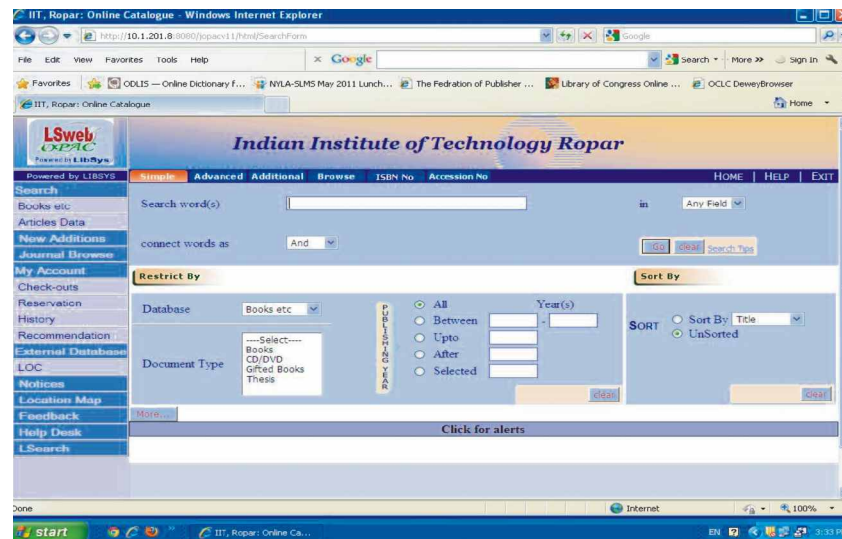 IIT, Ropar: Online Catalogue - Windows Internet Explorer
http://10.1.201.8:8080/jopacv11/html/SearchForm
Google
File Edit View Favorites Tools Help
× Google
Search More >> Sign In
Favorites ODLIS — Online Dictionary f... NYLA-SLMS May 2011 Lunch... The Fedration of Publisher ... Library of Congress Online ... OCLC DeweyBrowser
IIT, Ropar: Online Catalogue
Home
LSweb
OPAC
Powered by LibSys
Indian Institute of Technology Ropar
Powered by LIBSYS
Simple Advanced Additional Browse ISBN No Accession No
HOME | HELP | EXIT
Search
Books etc
Articles Data
New Additions
Journal Browse
My Account
Check-outs
Reservation
History
Recommendation
External Database
LOC
Notices
Location Map
Feedback
Help Desk
LSearch
Search word(s)
in Any Field
connect words as And
Go clear Search Tips
Restrict By
Database Books etc
Document Type
----Select----
Books
CD/DVD
Gifted Books
Thesis
PUBLISHING YEAR
All Year(s)
Between -
Upto
After
Selected
clear
Sort By
SORT
Sort By Title
UnSorted
clear
More...
Click for alerts
Done
Internet
100%
start
IIT, Ropar: Online Ca...
EN
3:33 P